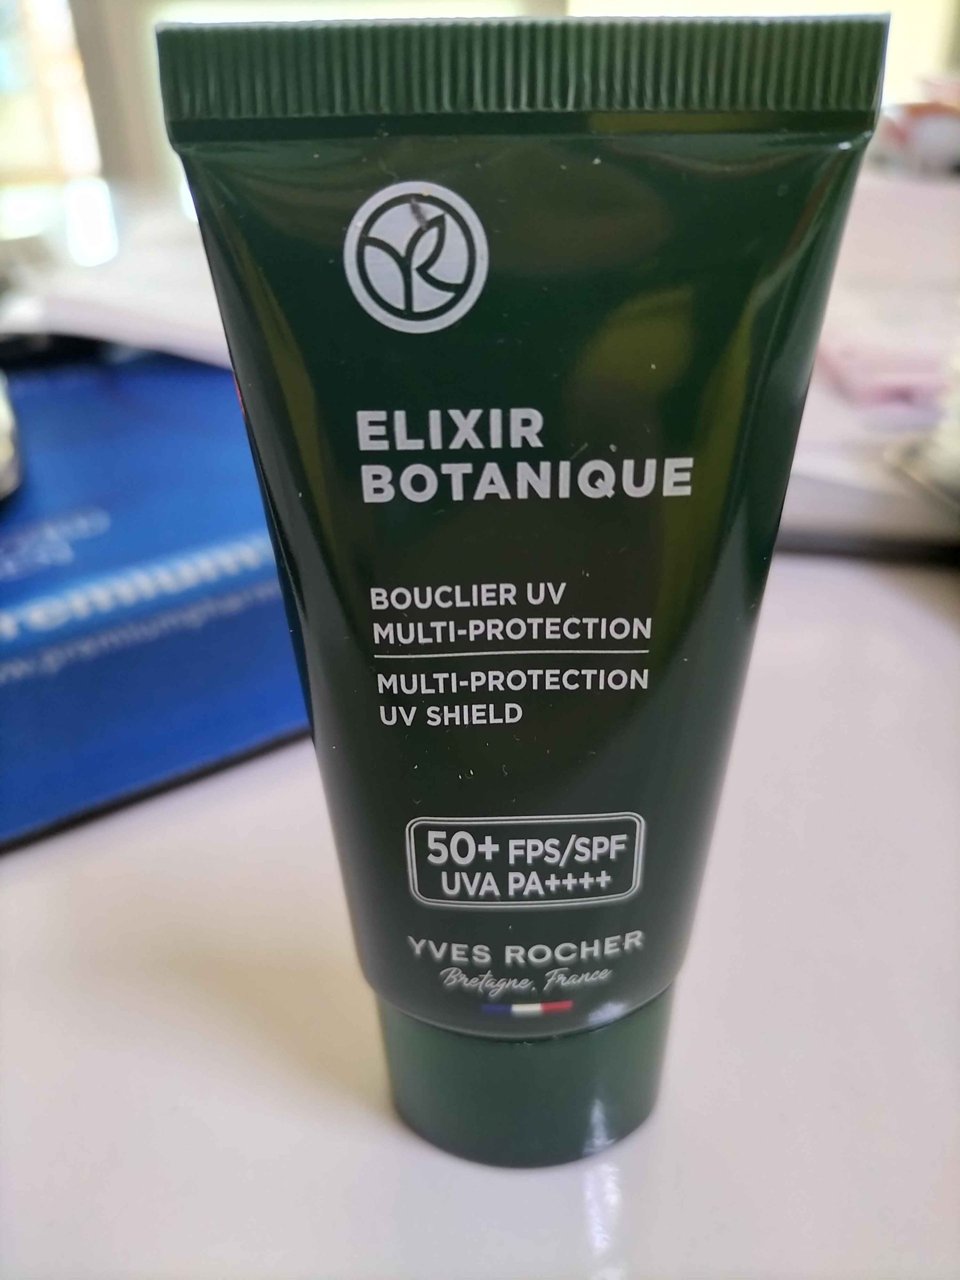 YR
ELIXIR
BOTANIQUE
BOUCLIER UV
MULTI-PROTECTION
MULTI-PROTECTION
UV SHIELD
50+ FPS/SPF
UVA PA++++
YVES ROCHER
Bretagne, France